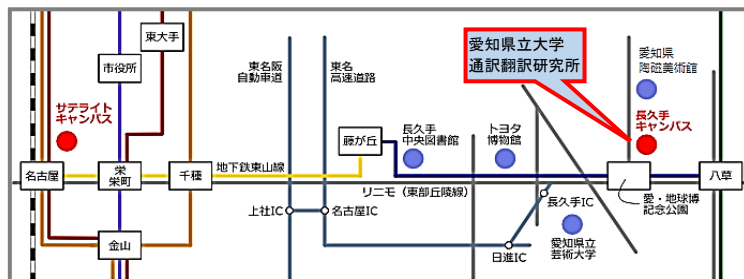 愛知県立大学
通訳翻訳研究所
東大手
市役所
東名阪
自動車道
東名
高速道路
愛知県
陶磁美術館
サテライト
キャンパス
長久手
キャンパス
藤が丘
長久手
中央図書館
トヨタ
博物館
名古屋
栄
栄町
千種
地下鉄東山線
リニモ（東部丘陵線）
八草
愛・地球博
記念公園
上社IC
名古屋IC
長久手IC
愛知県立
芸術大学
金山
日進IC